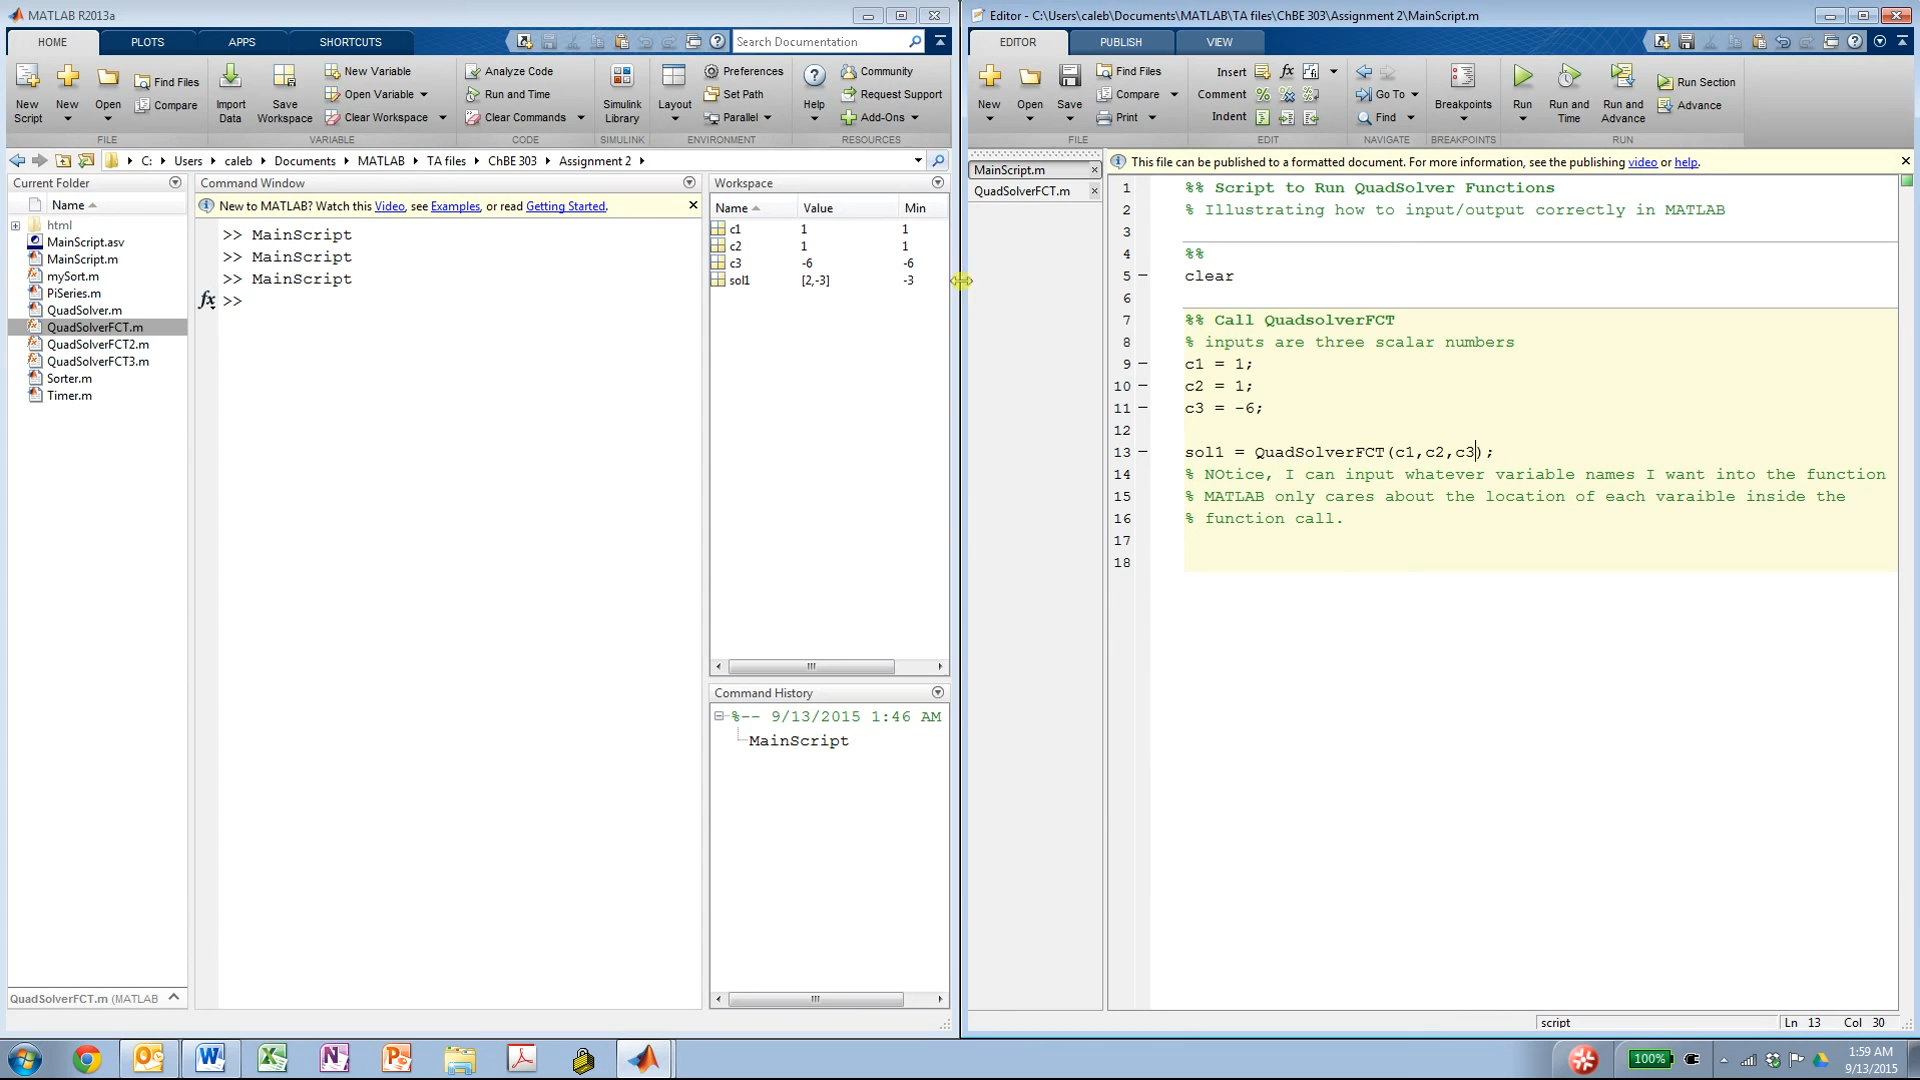 MATLAB R2013a
HOME PLOTS APPS SHORTCUTS Search Documentation
New Script New Open Find Files Compare
FILE
Import Data Save Workspace New Variable Open Variable Clear Workspace
VARIABLE
Analyze Code Run and Time Clear Commands
CODE
Simulink Library
SIMULINK
Layout Preferences Set Path Parallel
ENVIRONMENT
Help Community Request Support Add-Ons
RESOURCES
C: Users caleb Documents MATLAB TA files ChBE 303 Assignment 2
Current Folder
Name
html
MainScript.asv
MainScript.m
mySort.m
PiSeries.m
QuadSolver.m
QuadSolverFCT.m
QuadSolverFCT2.m
QuadSolverFCT3.m
Sorter.m
Timer.m
QuadSolverFCT.m (MATLAB
Command Window
New to MATLAB? Watch this Video, see Examples, or read Getting Started.
>> MainScript
>> MainScript
>> MainScript
fx >>
Workspace
Name Value Min
c1 1 1
c2 1 1
c3 -6 -6
sol1 [2,-3] -3
Command History
%-- 9/13/2015 1:46 AM
MainScript
Editor - C:\Users\caleb\Documents\MATLAB\TA files\ChBE 303\Assignment 2\MainScript.m
EDITOR PUBLISH VIEW
New Open Save Find Files Compare Print
FILE
Insert fx
Comment
Indent
EDIT
Go To Find
NAVIGATE
Breakpoints
BREAKPOINTS
Run Run and Time Run and Advance Run Section Advance
RUN
MainScript.m
QuadSolverFCT.m
This file can be published to a formatted document. For more information, see the publishing video or help.
1 %% Script to Run QuadSolver Functions
2 % Illustrating how to input/output correctly in MATLAB
3
4 %%
5 clear
6
7 %% Call QuadsolverFCT
8 % inputs are three scalar numbers
9 c1 = 1;
10 c2 = 1;
11 c3 = -6;
12
13 sol1 = QuadSolverFCT(c1,c2,c3);
14 % NOtice, I can input whatever variable names I want into the function
15 % MATLAB only cares about the location of each varaible inside the
16 % function call.
17
18
script Ln 13 Col 30
100%
1:59 AM
9/13/2015